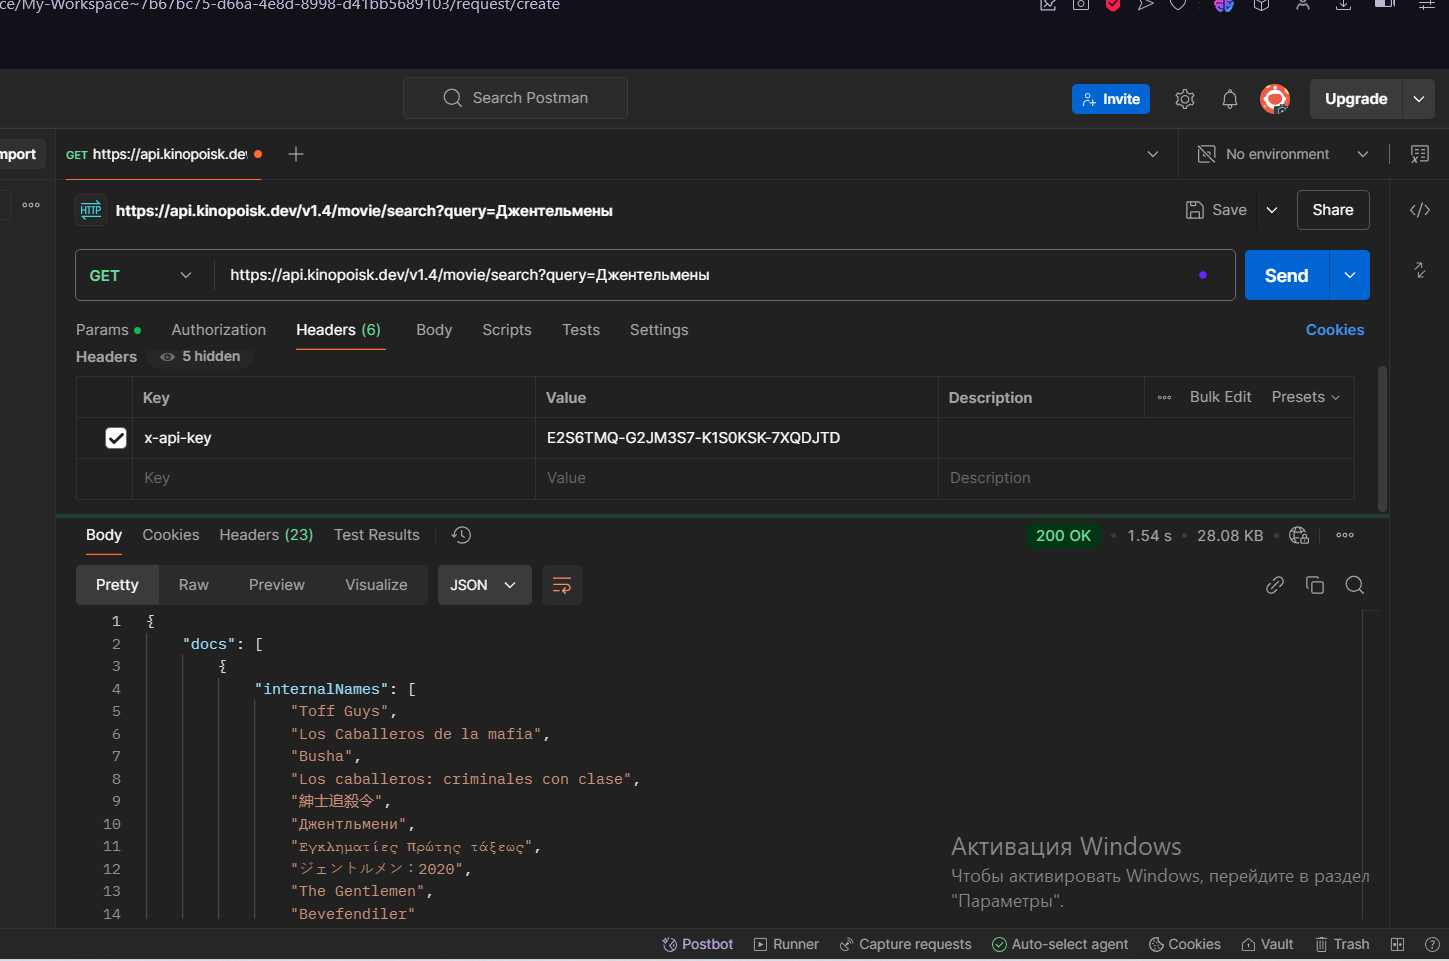 ce/My-Workspace~7b67bc75-d66a-4e8d-8998-d41bb5689103/request/create
Search Postman
Invite
Upgrade
mport
GET https://api.kinopoisk.de
No environment
HTTP https://api.kinopoisk.dev/v1.4/movie/search?query=Джентельмены
Save
Share
GET
https://api.kinopoisk.dev/v1.4/movie/search?query=Джентельмены
Send
Params Authorization Headers (6) Body Scripts Tests Settings Cookies
Headers 5 hidden
Key Value Description Bulk Edit Presets
x-api-key E2S6TMQ-G2JM3S7-K1S0KSK-7XQDJTD
Key Value Description
Body Cookies Headers (23) Test Results 200 OK 1.54 s 28.08 KB
Pretty Raw Preview Visualize JSON
1 {
2 "docs": [
3 {
4 "internalNames": [
5 "Toff Guys",
6 "Los Caballeros de la mafia",
7 "Busha",
8 "Los caballeros: criminales con clase",
9 "紳士追殺令",
10 "Джентльмени",
11 "Εγκληματίες πρώτης τάξεως",
12 "ジェントルメン：2020",
13 "The Gentlemen",
14 "Bevefendiler"
Активация Windows
Чтобы активировать Windows, перейдите в раздел
"Параметры".
Postbot Runner Capture requests Auto-select agent Cookies Vault Trash